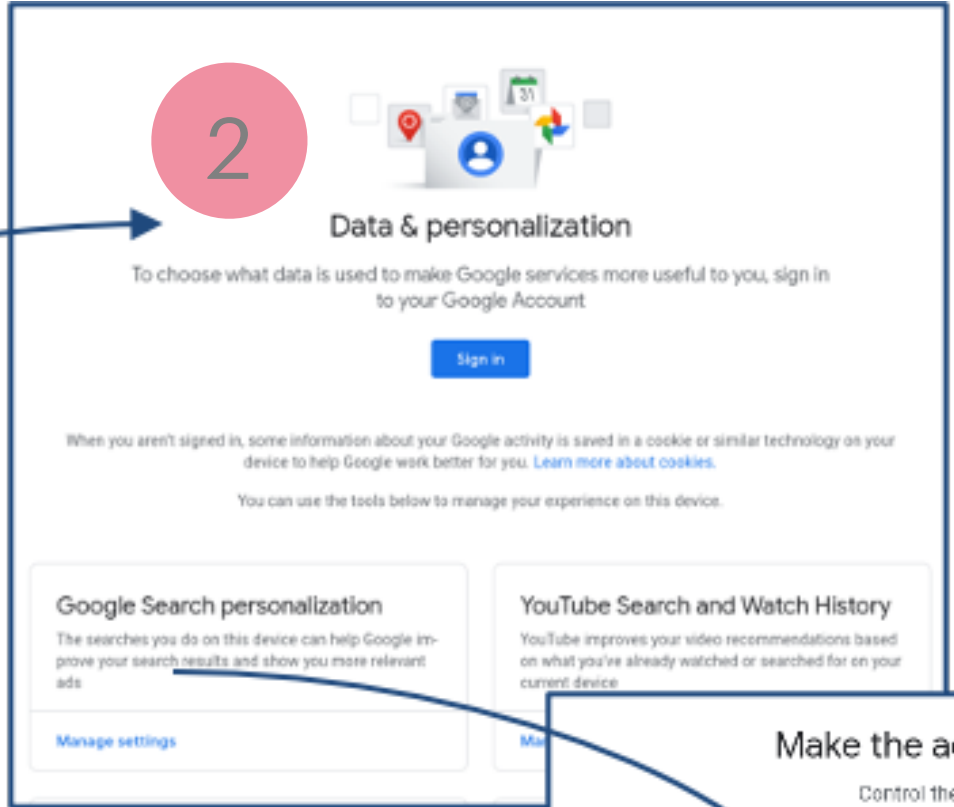 2
31
Data & personalization
To choose what data is used to make Google services more useful to you, sign in
to your Google Account
Sign in
When you aren't signed in, some information about your Google activity is saved in a cookie or similar technology on your
device to help Google work better for you. Learn more about cookies.
You can use the tools below to manage your experience on this device.
Google Search personalization
The searches you do on this device can help Google im-
prove your search results and show you more relevant
ads
Manage settings
YouTube Search and Watch History
YouTube improves your video recommendations based
on what you've already watched or searched for on your
current device
Make the
Control the